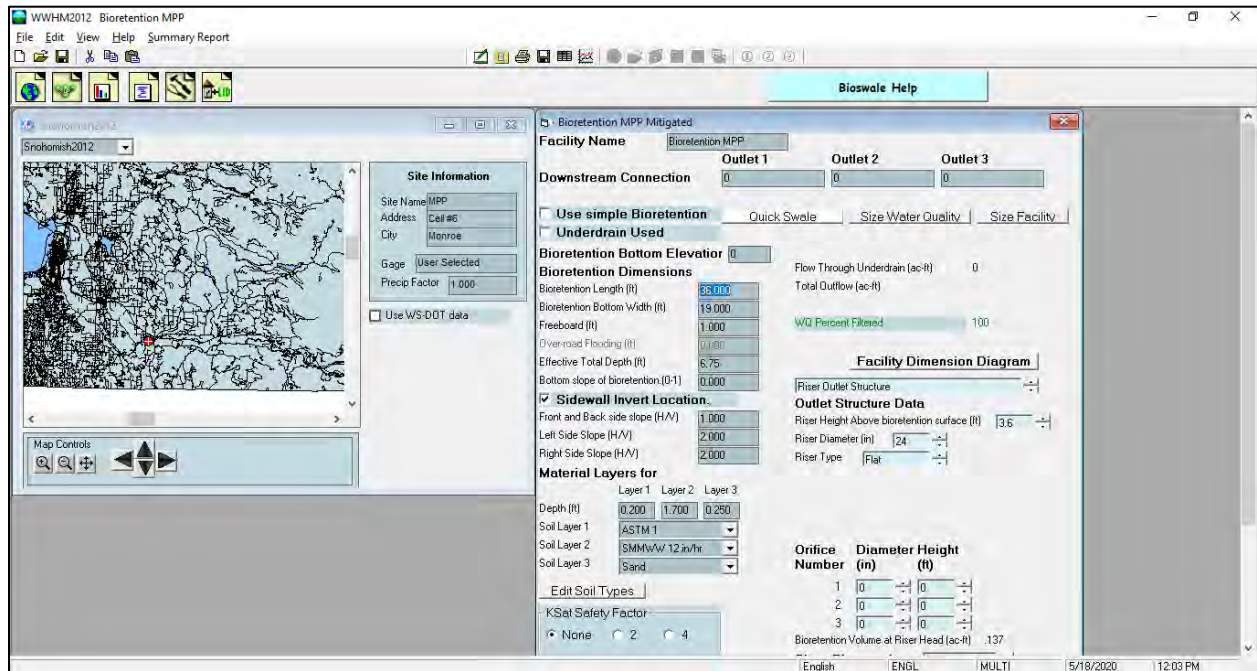 WWHM2012 Bioretention MPP
File Edit View Help Summary Report
Bioswale Help
Snohomish2012
Snohomish2012
Site Information
Site Name MPP
Address Cell #6
City Monroe
Gage User Selected
Precip Factor 1.000
Use WS-DOT data
Map Controls
Bioretention MPP Mitigated
Facility Name Bioretention MPP
Outlet 1 Outlet 2 Outlet 3
Downstream Connection 0 0 0
Use simple Bioretention Quick Swale Size Water Quality Size Facility
Underdrain Used
Bioretention Bottom Elevatior 0
Bioretention Dimensions
Bioretention Length (ft) 36.000
Bioretention Bottom Width (ft) 19.000
Freeboard (ft) 1.000
Over-road Flooding (ft) 0.000
Effective Total Depth (ft) 6.75
Bottom slope of bioretention.(0-1) 0.000
Sidewall Invert Location.
Front and Back side slope (H/V) 1.000
Left Side Slope (H/V) 2.000
Right Side Slope (H/V) 2.000
Material Layers for
Layer 1 Layer 2 Layer 3
Depth (ft) 0.200 1.700 0.250
Soil Layer 1 ASTM 1
Soil Layer 2 SMMWW 12 in/hr
Soil Layer 3 Sand
Edit Soil Types
KSat Safety Factor
None 2 4
Flow Through Underdrain (ac-ft) 0
Total Outflow (ac-ft)
WQ Percent Filtered 100
Facility Dimension Diagram
Riser Outlet Structure
Outlet Structure Data
Riser Height Above bioretention surface (ft) 3.6
Riser Diameter (in) 24
Riser Type Flat
Orifice Diameter Height
Number (in) (ft)
1 0 0
2 0 0
3 0 0
Bioretention Volume at Riser Head (ac-ft) .137
English ENGL MULTI 5/18/2020 12:03 PM